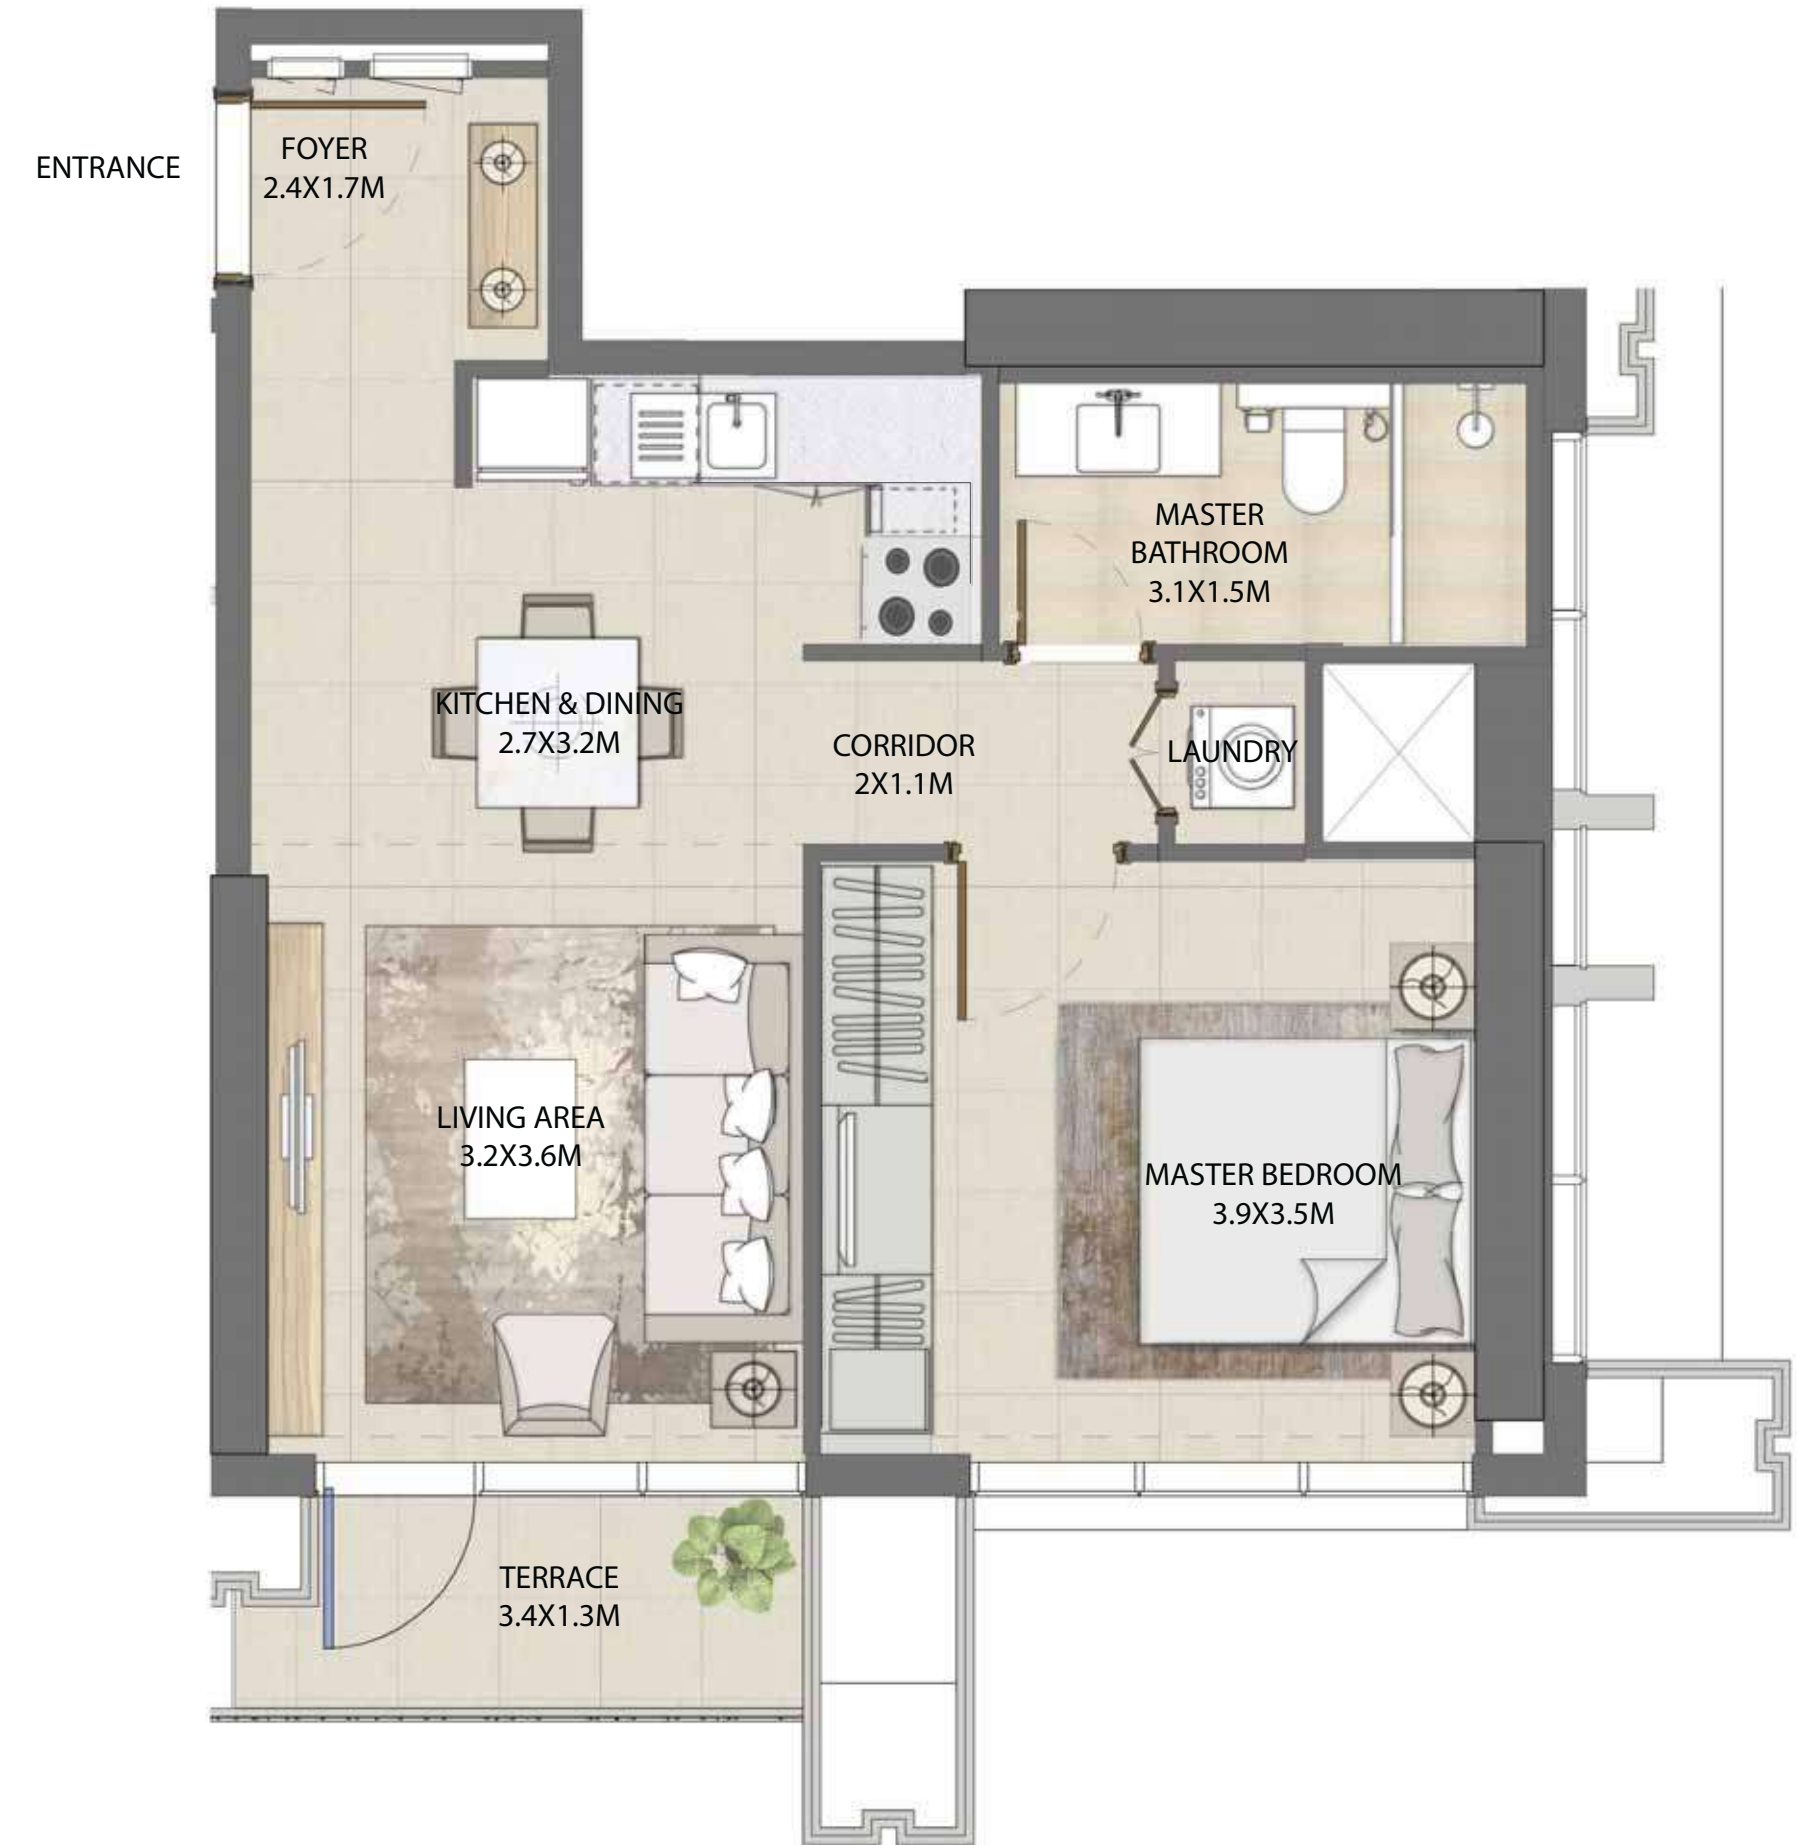 ENTRANCE
FOYER
2.4X1.7M
MASTER
BATHROOM
3.1X1.5M
KITCHEN & DINING
2.7X3.2M
CORRIDOR
2X1.1M
LAUNDRY
LIVING AREA
3.2X3.6M
MASTER BEDROOM
3.9X3.5M
TERRACE
3.4X1.3M